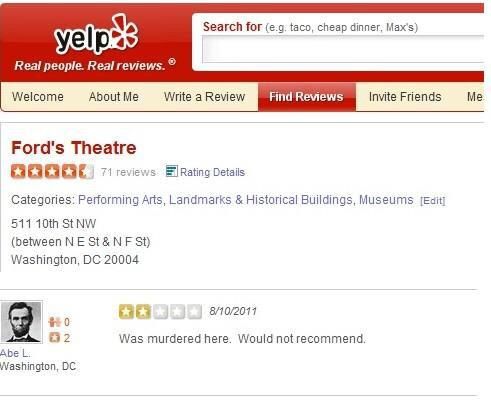 yelp
Search for (e.g. taco, cheap dinner, Max's)
Real people. Real reviews.®
Welcome About Me Write a Review Find Reviews Invite Friends Me
Ford's Theatre
71 reviews Rating Details
Categories: Performing Arts, Landmarks & Historical Buildings, Museums [Edit]
511 10th St NW
(between N E St & N F St)
Washington, DC 20004
8/10/2011
0
2
Was murdered here. Would not recommend.
Abe L.
Washington, DC